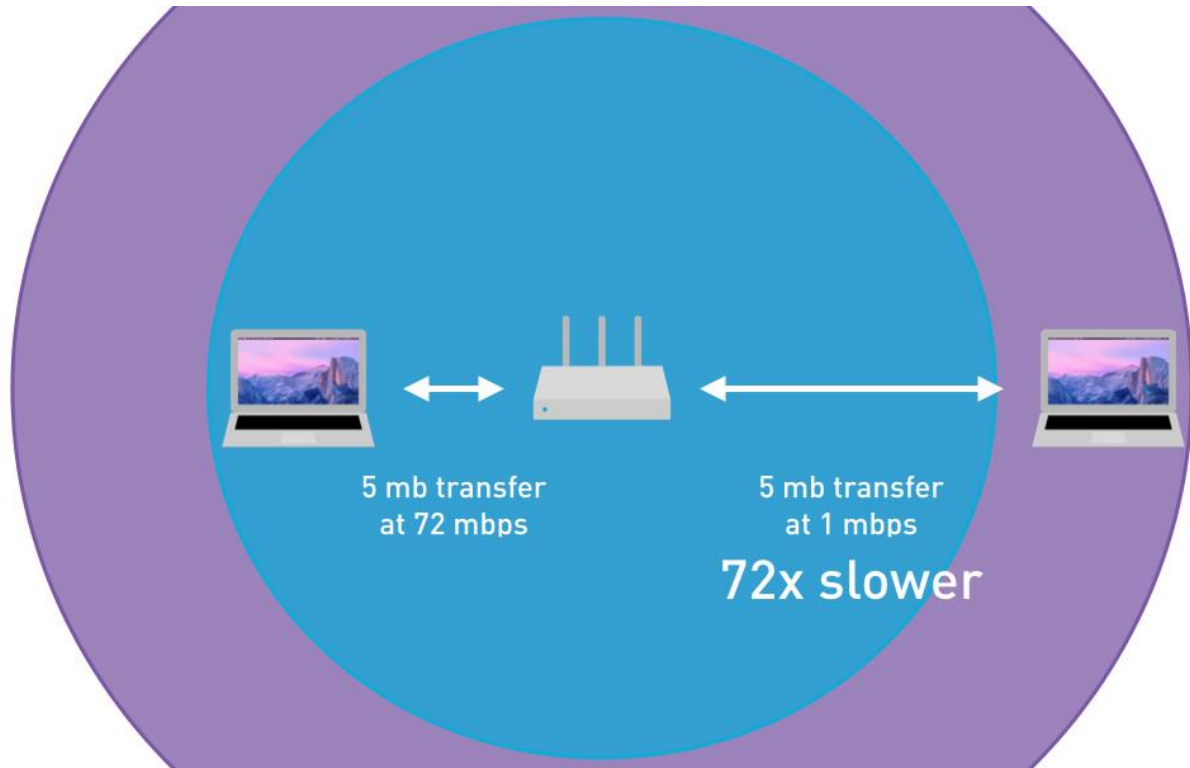 5 mb transfer
at 72 mbps
5 mb transfer
at 1 mbps
72x slower